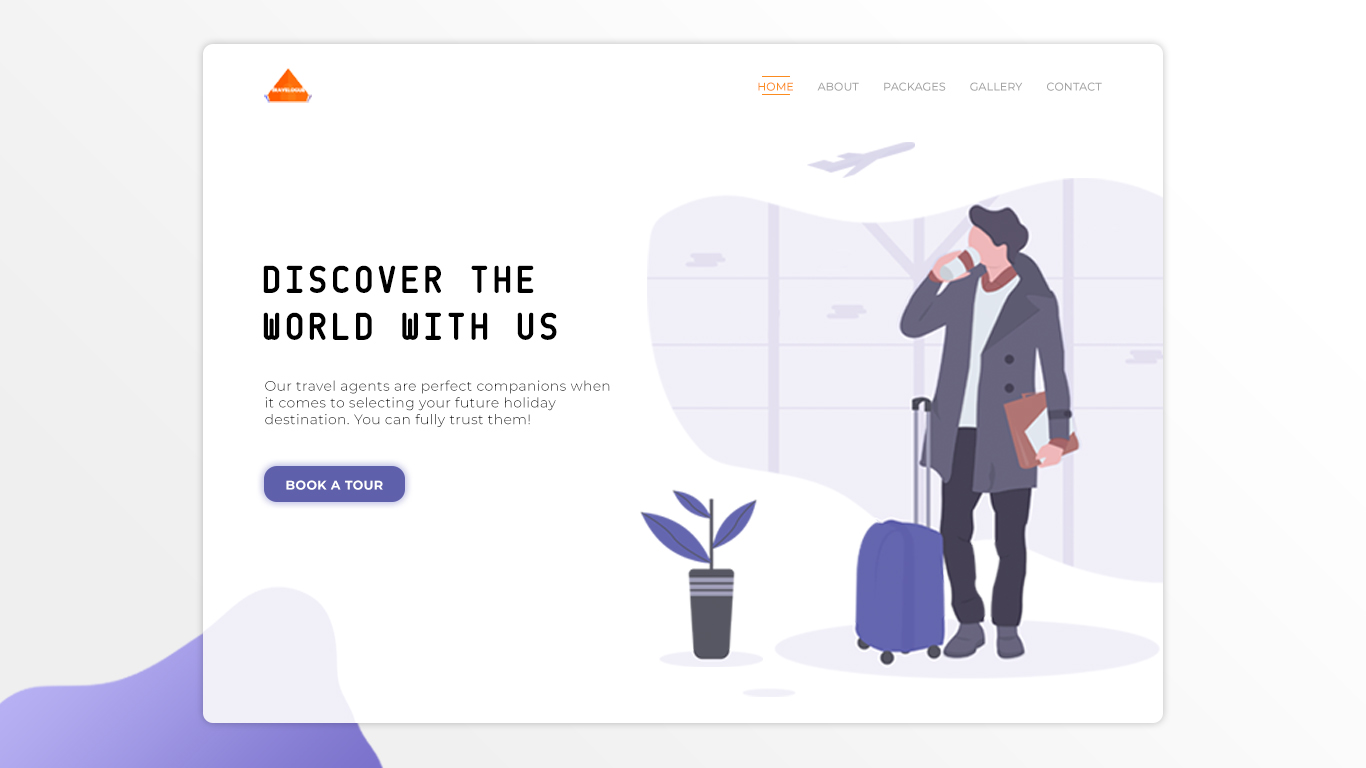 TRAVELOGUE
HOME ABOUT PACKAGES GALLERY CONTACT
DISCOVER THE
WORLD WITH US
Our travel agents are perfect companions when
it comes to selecting your future holiday
destination. You can fully trust them!
BOOK A TOUR